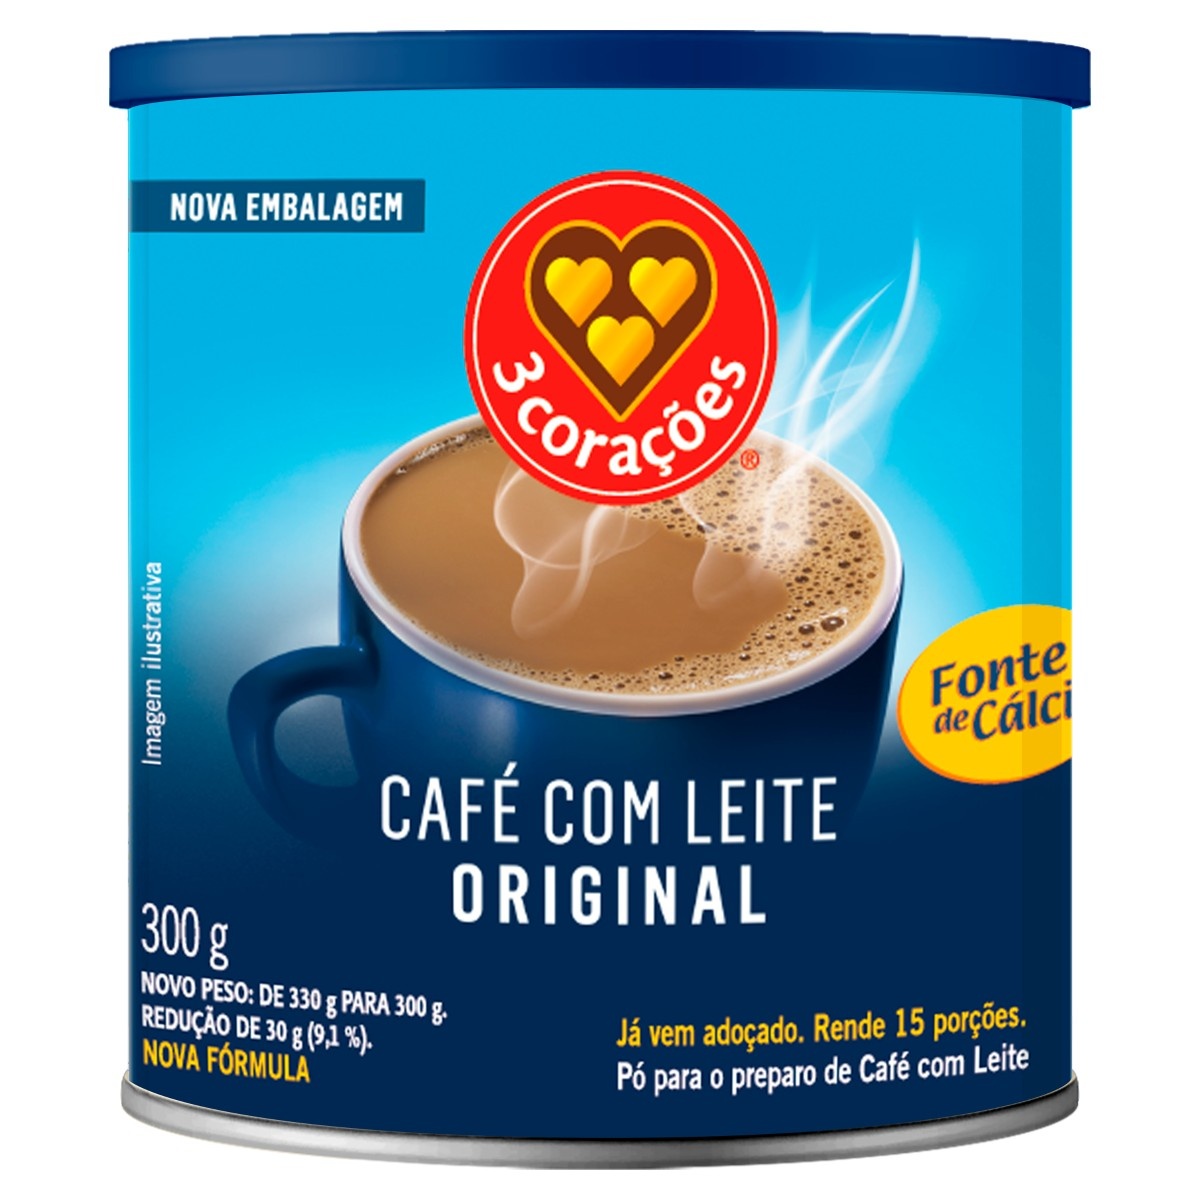 NOVA EMBALAGEM
3 corações
®
Imagem ilustrativa
Fonte
de Cálci
CAFÉ COM LEITE
ORIGINAL
300 g
NOVO PESO: DE 330 g PARA 300 g.
REDUÇÃO DE 30 g (9,1 %).
NOVA FÓRMULA
Já vem adoçado. Rende 15 porções.
Pó para o preparo de Café com Leite